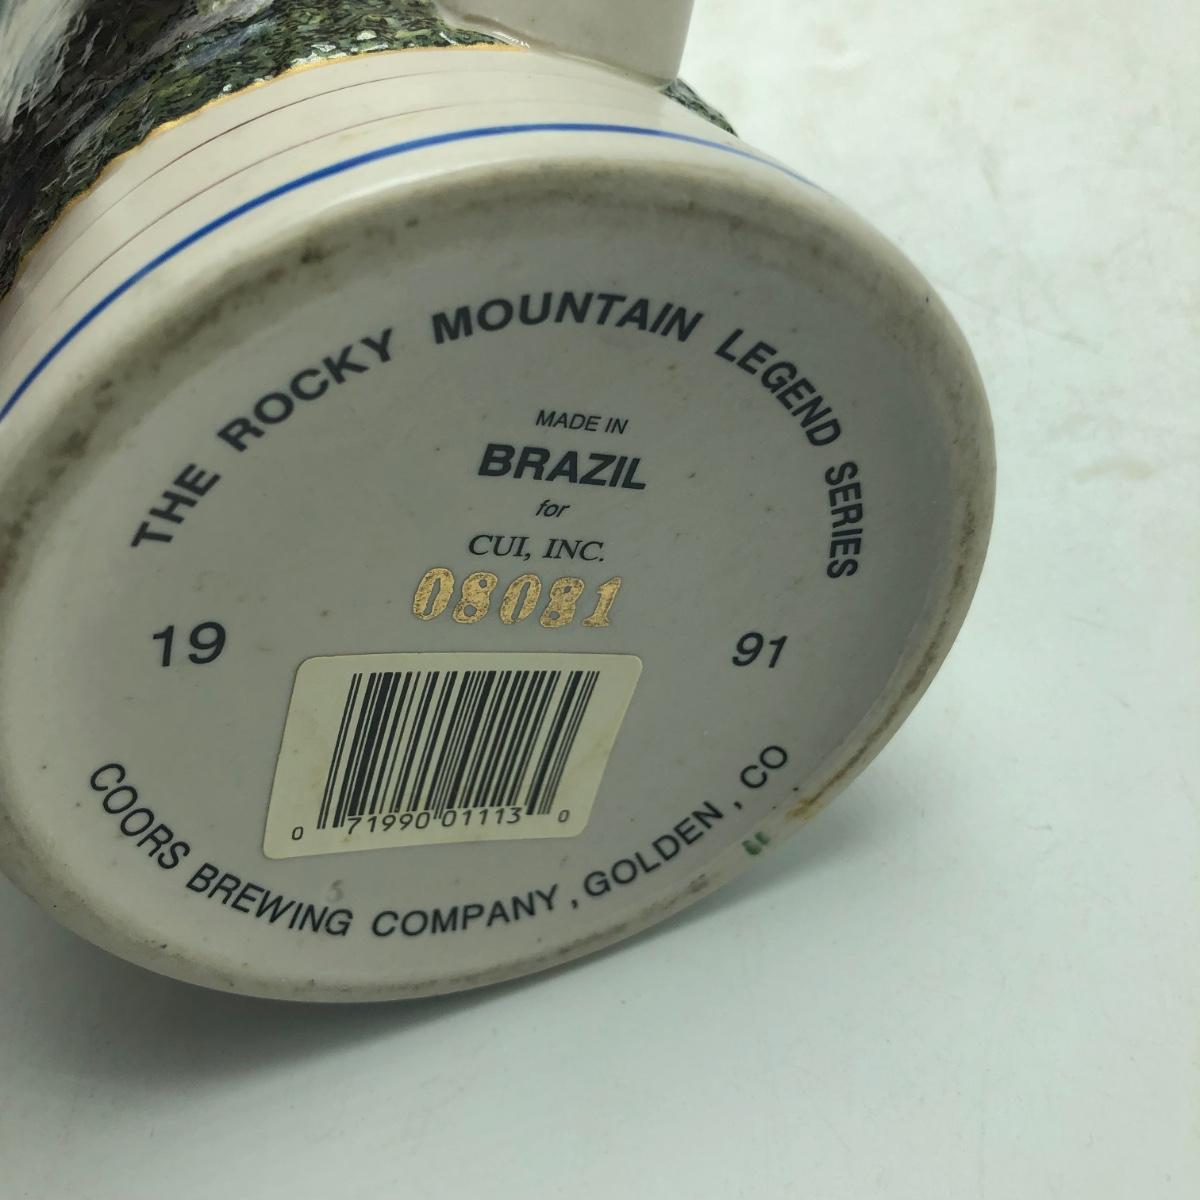 THE ROCKY MOUNTAIN LEGEND SERIES
MADE IN
BRAZIL
for
CUI, INC.
08081
19 91
0 71990 01113 0
COORS BREWING COMPANY, GOLDEN, CO
5